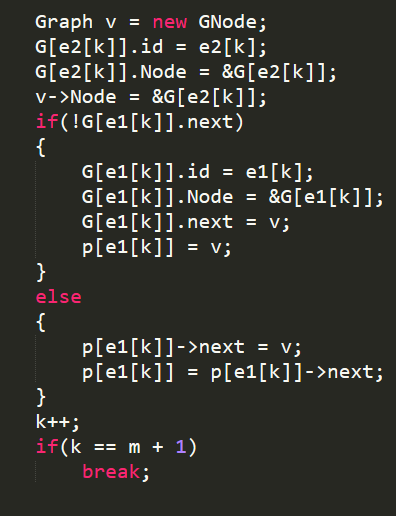 Graph v = new GNode;
G[e2[k]].id = e2[k];
G[e2[k]].Node = &G[e2[k]];
v->Node = &G[e2[k]];
if(!G[e1[k]].next)
{
    G[e1[k]].id = e1[k];
    G[e1[k]].Node = &G[e1[k]];
    G[e1[k]].next = v;
    p[e1[k]] = v;
}
else
{
    p[e1[k]]->next = v;
    p[e1[k]] = p[e1[k]]->next;
}
k++;
if(k == m + 1)
    break;